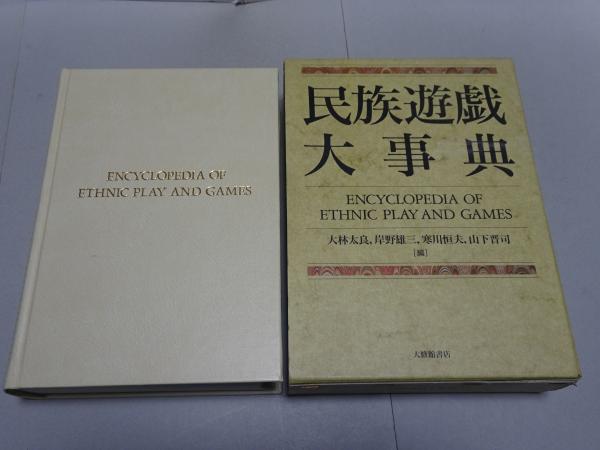 ENCYCLOPEDIA OF
ETHNIC PLAY AND GAMES
民族遊戯
大事典
ENCYCLOPEDIA OF
ETHNIC PLAY AND GAMES
大林太良，岸野雄三，寒川恒夫，山下晋司
［編］
大修館書店